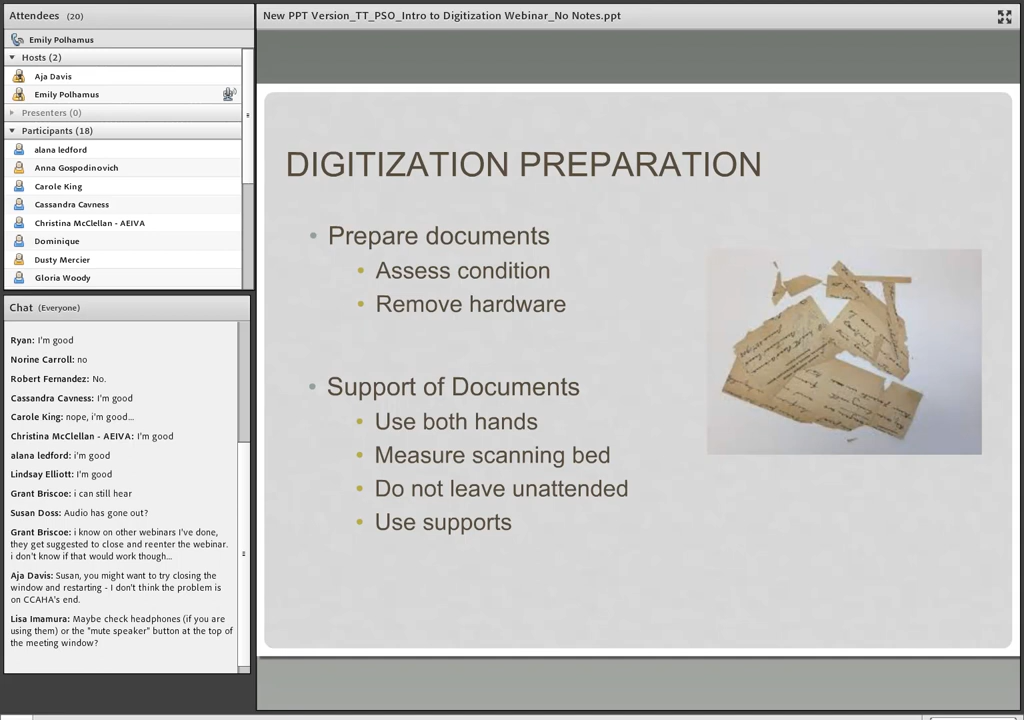 Attendees (20)
Emily Polhamus
Hosts (2)
Aja Davis
Emily Polhamus
Presenters (0)
Participants (18)
alana ledford
Anna Gospodinovich
Carole King
Cassandra Cavness
Christina McClellan - AEIVA
Dominique
Dusty Mercier
Gloria Woody
Chat (Everyone)
Ryan: I'm good
Norine Carroll: no
Robert Fernandez: No.
Cassandra Cavness: I'm good
Carole King: nope, i'm good...
Christina McClellan - AEIVA: I'm good
alana ledford: i'm good
Lindsay Elliott: I'm good
Grant Briscoe: i can still hear
Susan Doss: Audio has gone out?
Grant Briscoe: i know on other webinars I've done,
they get suggested to close and reenter the webinar.
i don't know if that would work though...
Aja Davis: Susan, you might want to try closing the
window and restarting - I don't think the problem is
on CCAHA's end.
Lisa Imamura: Maybe check headphones (if you are
using them) or the "mute speaker" button at the top of
the meeting window?
New PPT Version_TT_PSO_Intro to Digitization Webinar_No Notes.ppt
DIGITIZATION PREPARATION
• Prepare documents
• Assess condition
• Remove hardware
• Support of Documents
• Use both hands
• Measure scanning bed
• Do not leave unattended
• Use supports